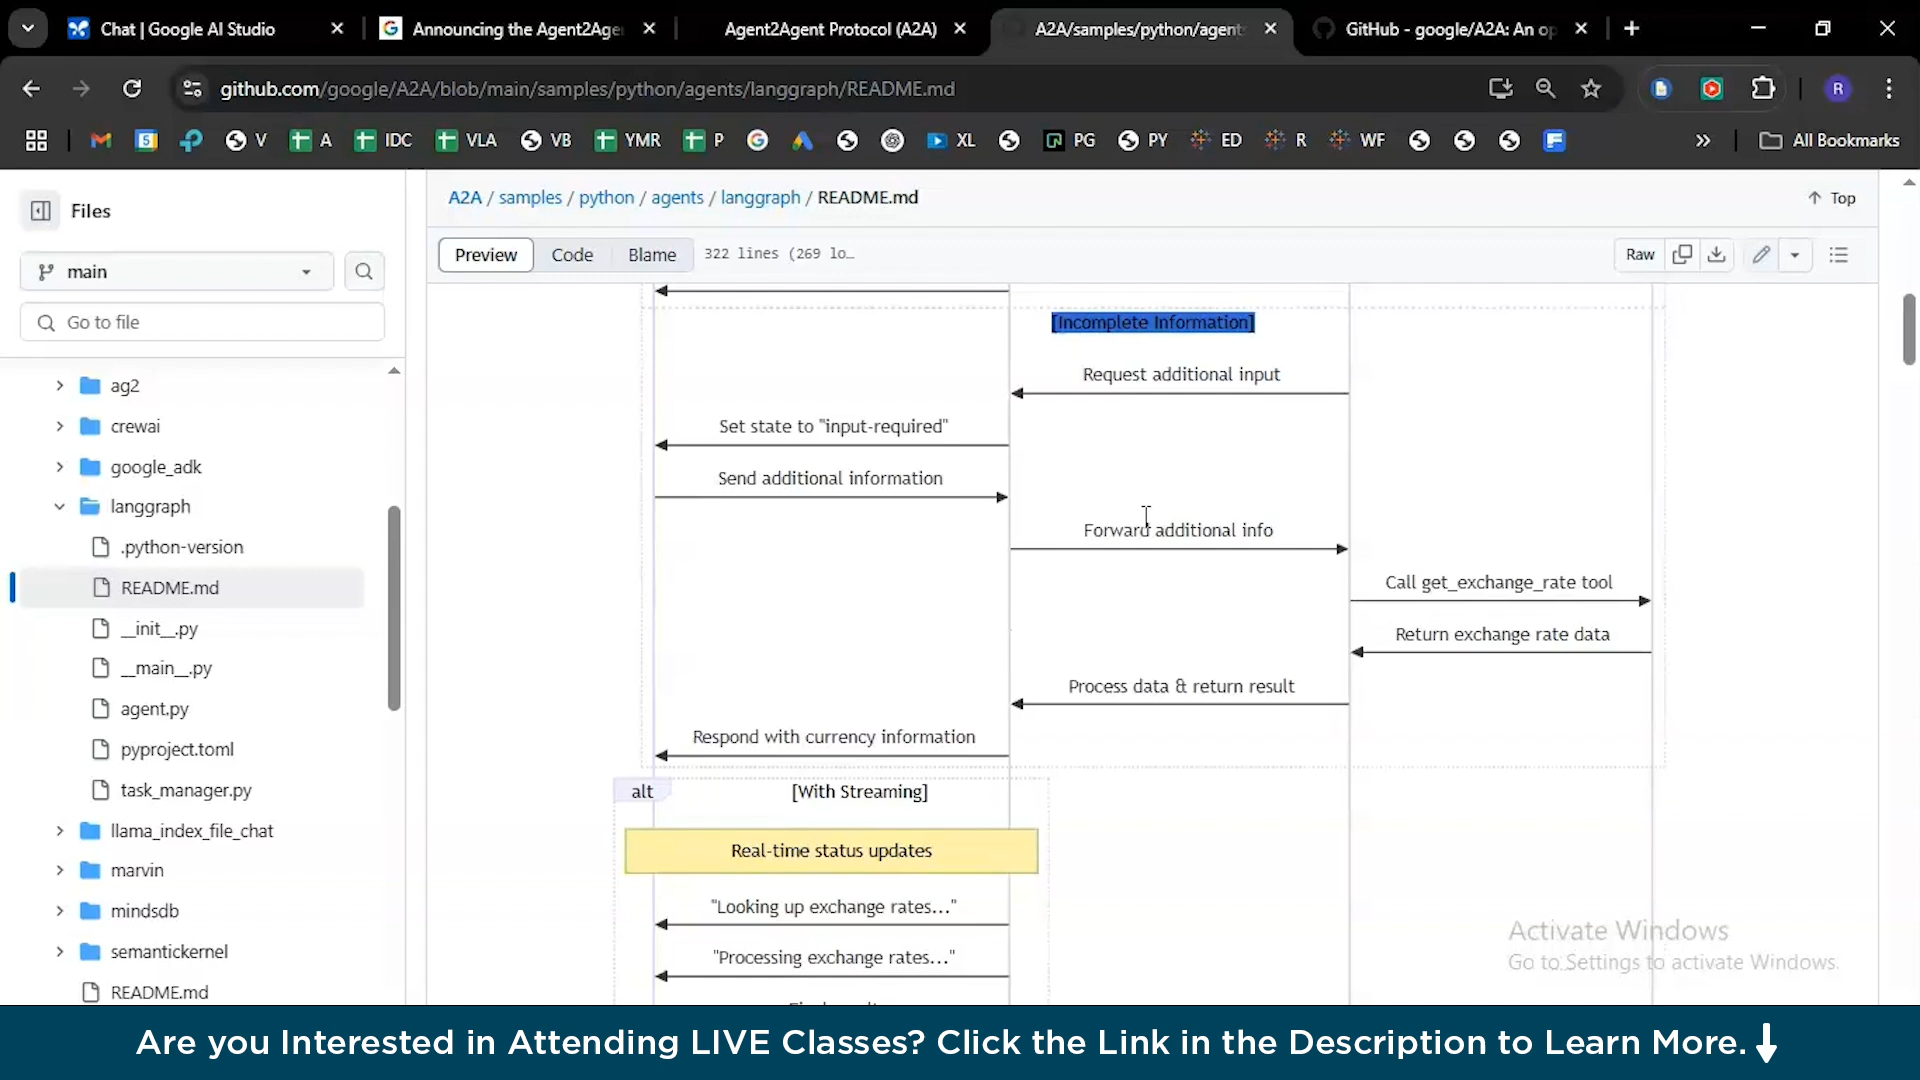 Chat | Google AI Studio
Announcing the Agent2Age
Agent2Agent Protocol (A2A)
A2A/samples/python/agent
GitHub - google/A2A: An op
github.com/google/A2A/blob/main/samples/python/agents/langgraph/README.md
R
V
A
IDC
VLA
VB
YMR
P
XL
PG
PY
ED
R
WF
All Bookmarks
Files
main
Go to file
ag2
crewai
google_adk
langgraph
.python-version
README.md
__init__.py
__main__.py
agent.py
pyproject.toml
task_manager.py
llama_index_file_chat
marvin
mindsdb
semantickernel
README.md
A2A / samples / python / agents / langgraph / README.md
Top
Preview
Code
Blame
322 lines (269 lo...
Raw
[Incomplete Information]
Request additional input
Set state to "input-required"
Send additional information
Forward additional info
Call get_exchange_rate tool
Return exchange rate data
Process data & return result
Respond with currency information
alt
[With Streaming]
Real-time status updates
"Looking up exchange rates..."
"Processing exchange rates..."
Activate Windows
Go to Settings to activate Windows.
Are you Interested in Attending LIVE Classes? Click the Link in the Description to Learn More.